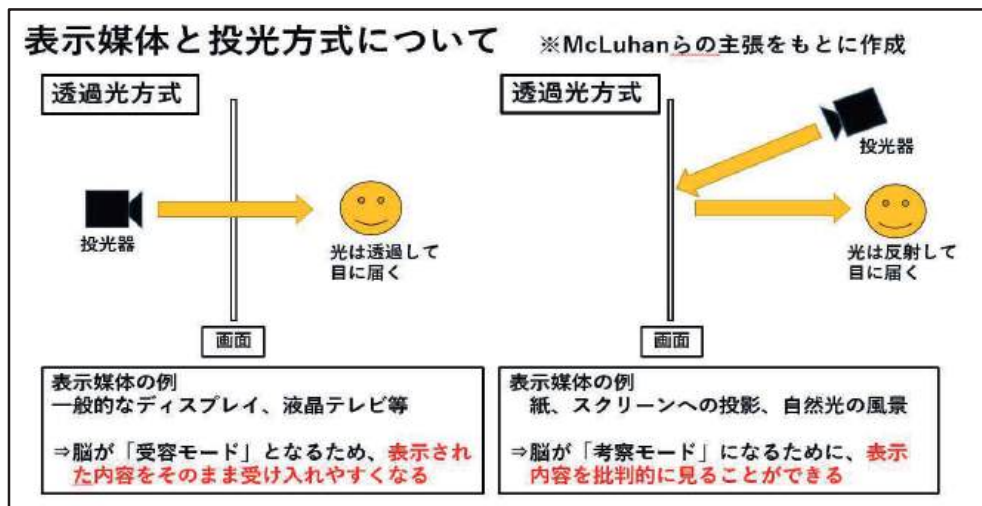 表示媒体と投光方式について ※McLuhanらの主張をもとに作成
透過光方式
投光器
光は透過して
目に届く
画面
表示媒体の例
一般的なディスプレイ、液晶テレビ等
⇒脳が「受容モード」となるため、表示され
た内容をそのまま受け入れやすくなる
透過光方式
投光器
光は反射して
目に届く
画面
表示媒体の例
紙、スクリーンへの投影、自然光の風景
⇒脳が「考察モード」になるために、表示
内容を批判的に見ることができる